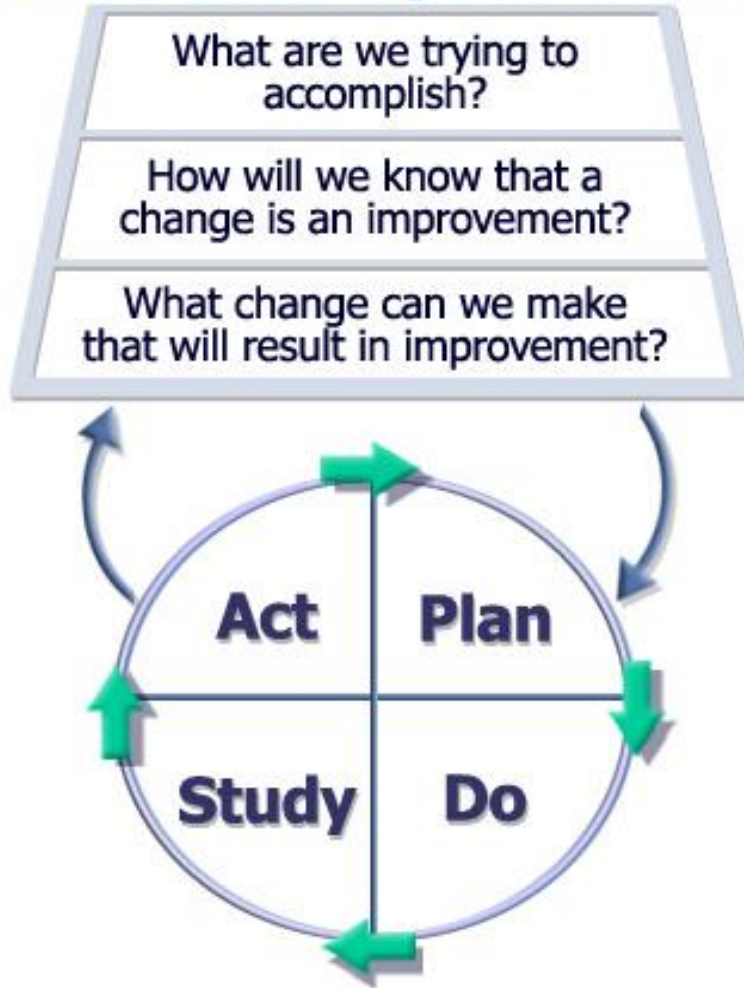 What are we trying to
accomplish?
How will we know that a
change is an improvement?
What change can we make
that will result in improvement?
Act
Plan
Study
Do